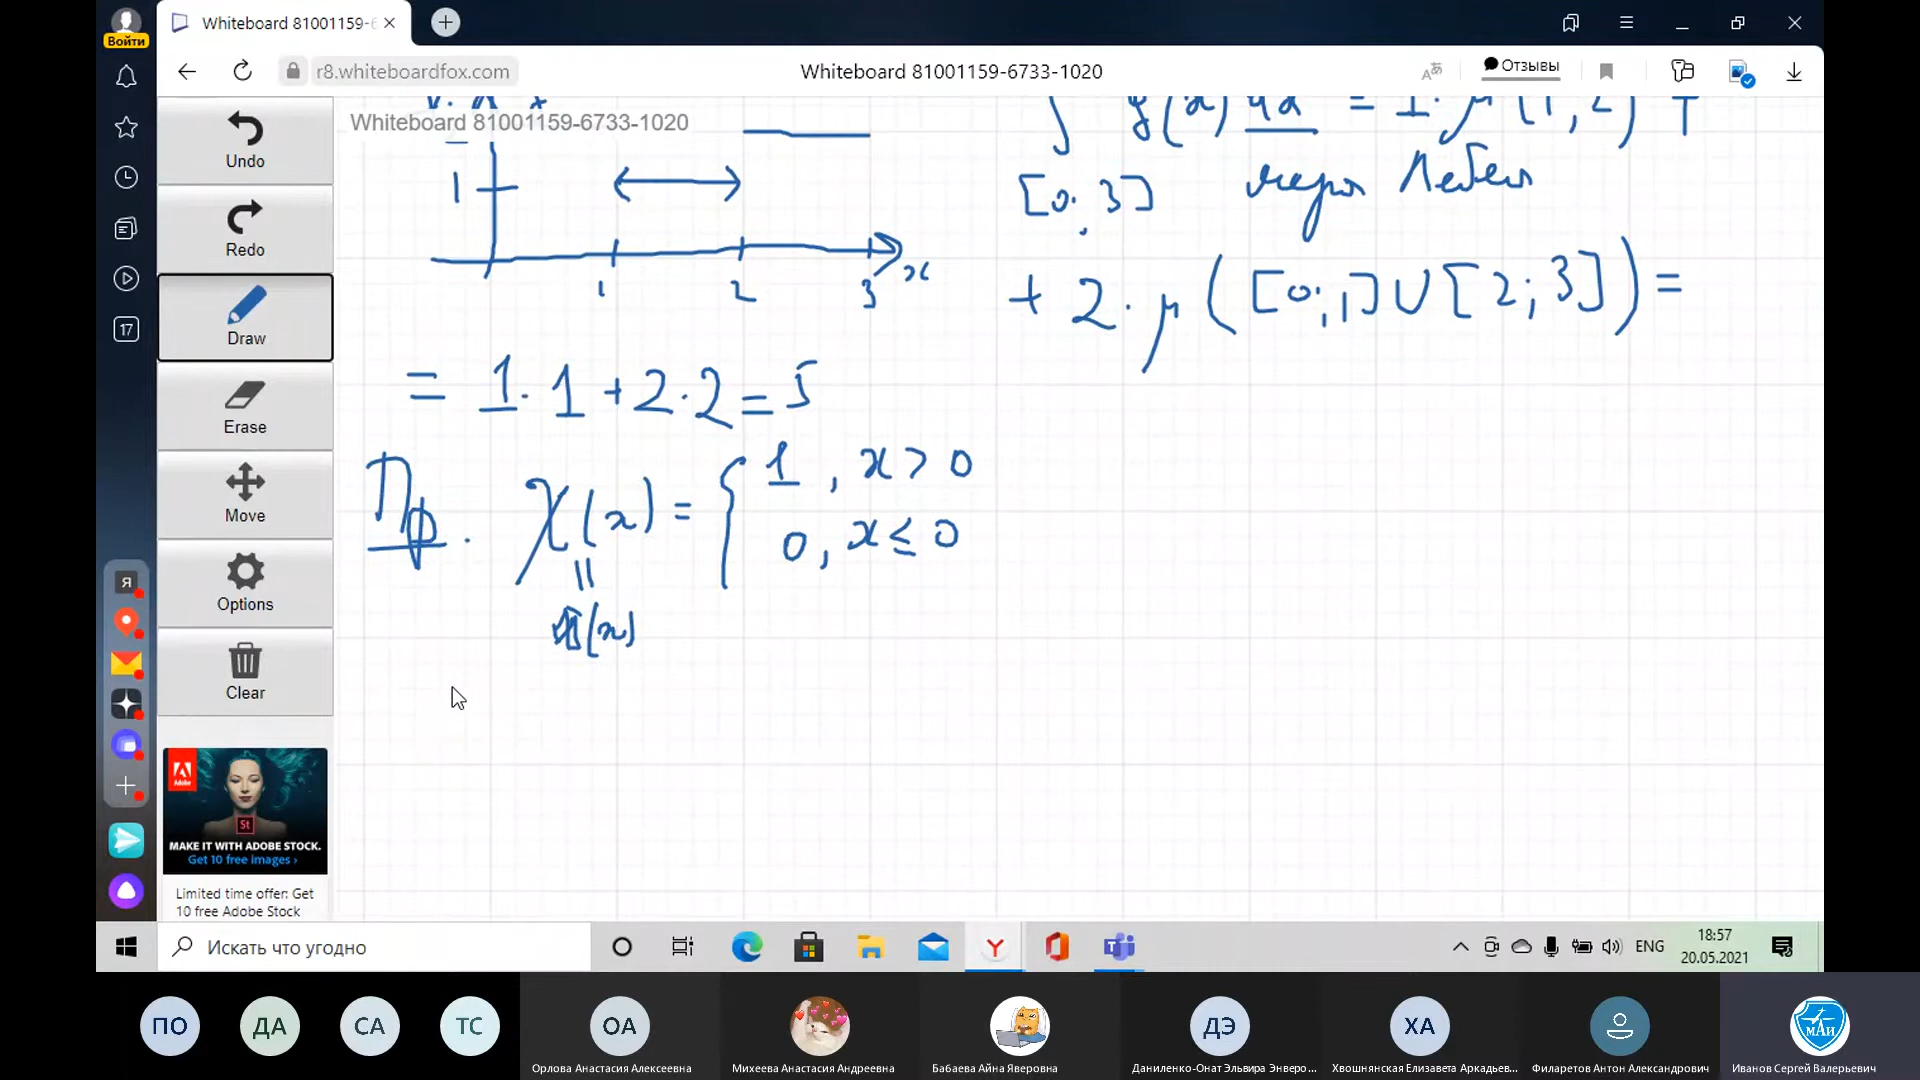 Войти
Whiteboard 81001159-6
r8.whiteboardfox.com
Whiteboard 81001159-6733-1020
Отзывы
17
Undo
Redo
Draw
Erase
Move
Options
Clear
Whiteboard 81001159-6733-1020
1
1 2 3 x
[0; 3] мера Лебега
+ 2·μ([0;1]∪[2;3]) =
= 1·1+2·2=5
Пр. χ(x) = { 1, x > 0
0, x ≤ 0
(x)
Я
St
MAKE IT WITH ADOBE STOCK.
Get 10 free images ›
Limited time offer: Get
10 free Adobe Stock
Искать что угодно
ENG
18:57
20.05.2021
ПО
ДА
СА
ТС
ОА
ДЭ
ХА
МАИ
Орлова Анастасия Алексеевна
Михеева Анастасия Андреевна
Бабаева Айна Яверовна
Даниленко-Онат Эльвира Энверо...
Хвошнянская Елизавета Аркадьев...
Филаретов Антон Александрович
Иванов Сергей Валерьевич